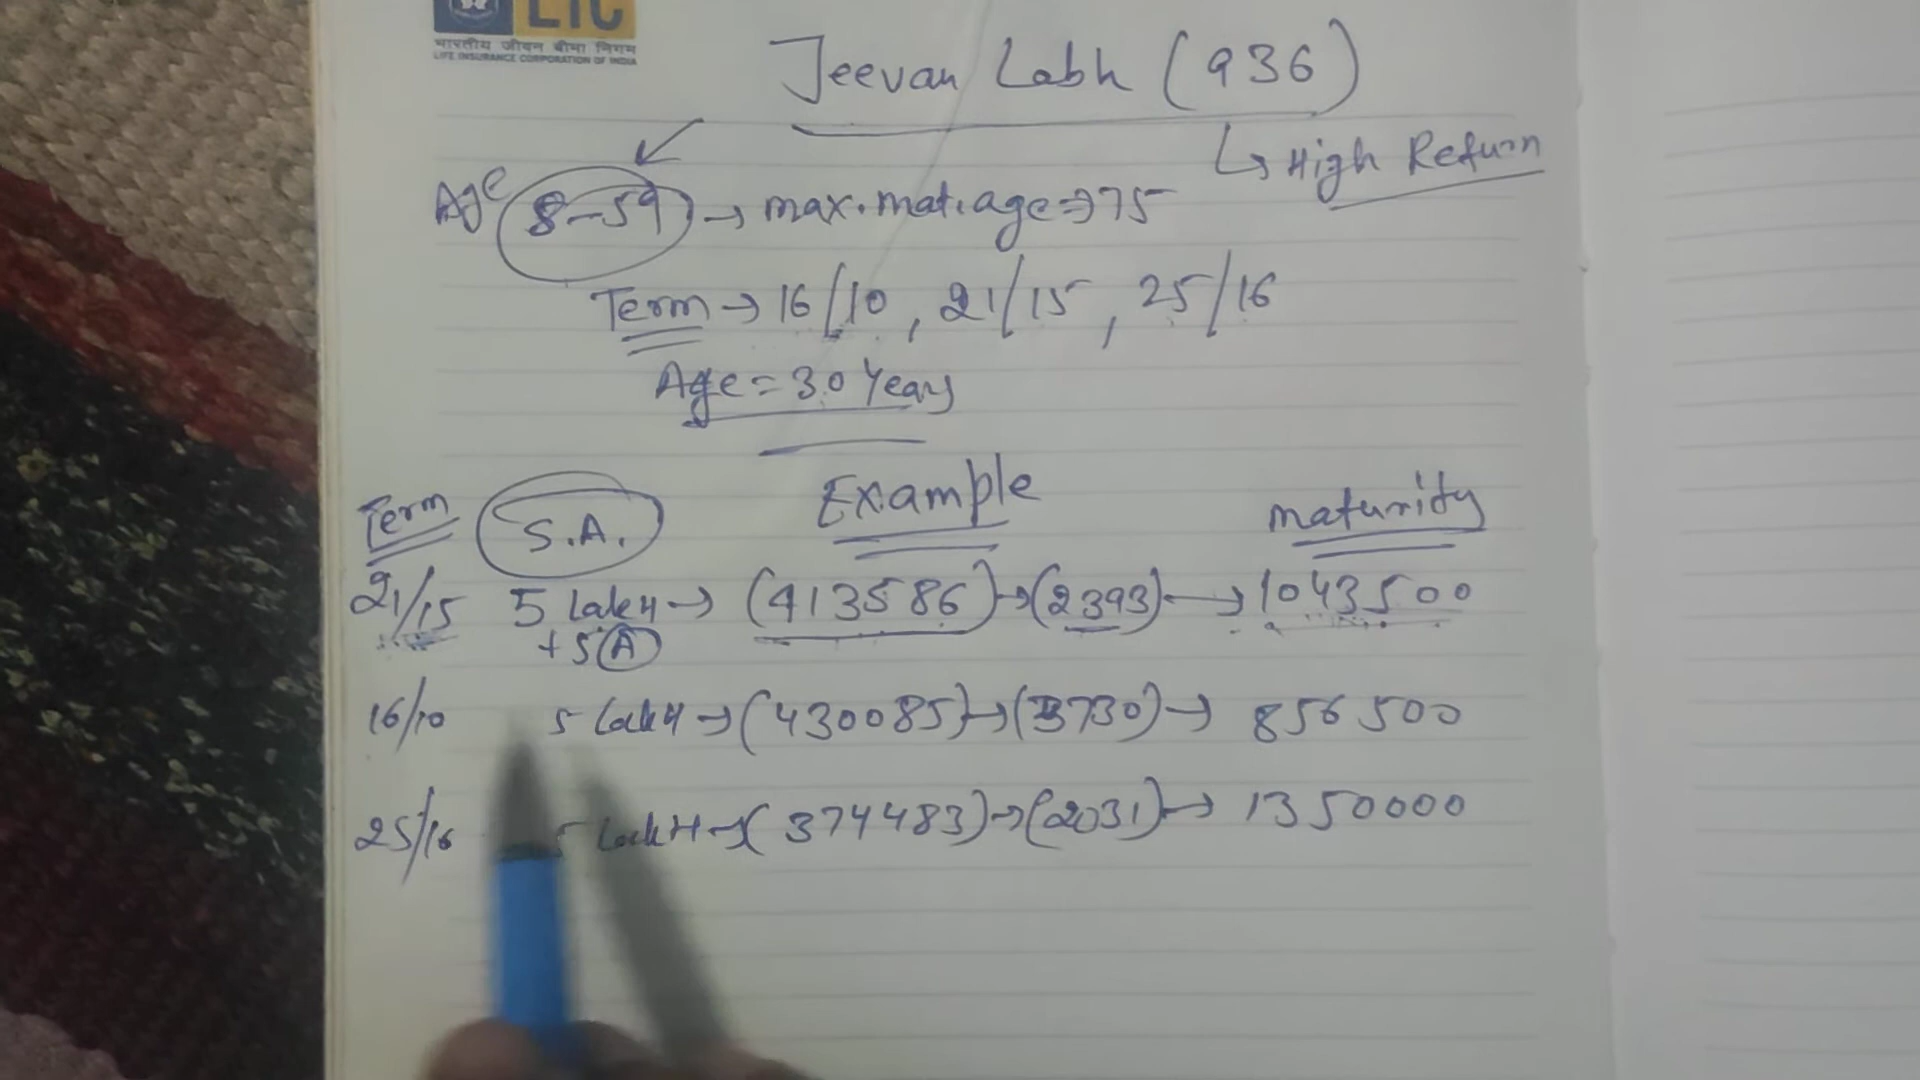 LIC
भारतीय जीवन बीमा निगम
LIFE INSURANCE CORPORATION OF INDIA
Jeevan Labh (936)
↳ High Return
Age 8-59 → max. mat. age ⇒ 75
Term → 16/10, 21/15, 25/16
Age = 30 Years
Term S.A. Example maturity
21/15 5 Lakh → (413586) → (2393) → 1043500
+5 A
16/10 5 Lakh → (430085) → (3730) → 856500
25/16 5 Lakh → (374483) → (2031) → 1350000